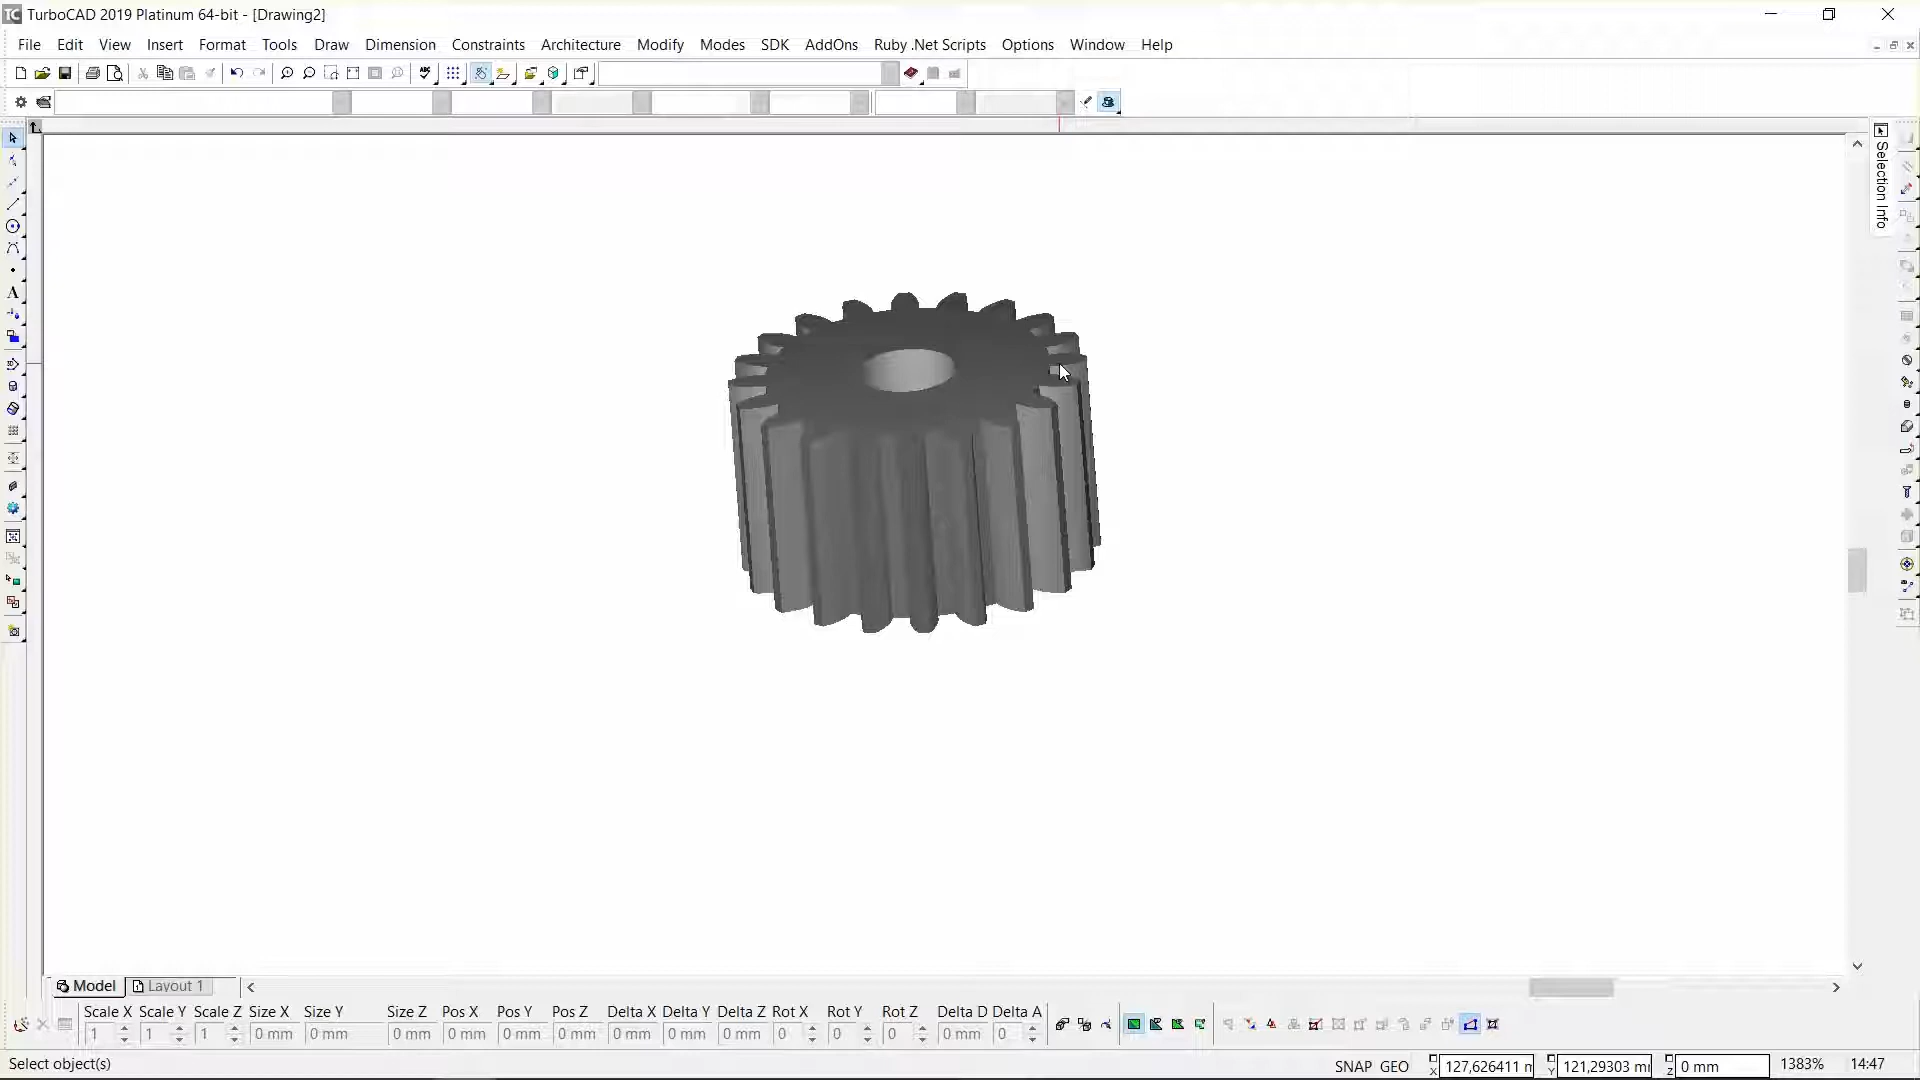 TurboCAD 2019 Platinum 64-bit - [Drawing2]
File Edit View Insert Format Tools Draw Dimension Constraints Architecture Modify Modes SDK AddOns Ruby .Net Scripts Options Window Help
Selection Info
Model Layout 1
Scale X Scale Y Scale Z Size X Size Y Size Z Pos X Pos Y Pos Z Delta X Delta Y Delta Z Rot X Rot Y Rot Z Delta D Delta A
1 1 1 0 mm 0 mm 0 mm 0 mm 0 mm 0 mm 0 mm 0 mm 0 mm 0 0 0 0 mm 0
Select object(s) SNAP GEO X 127,626411 m Y 121,29303 m Z 0 mm 1383% 14:47